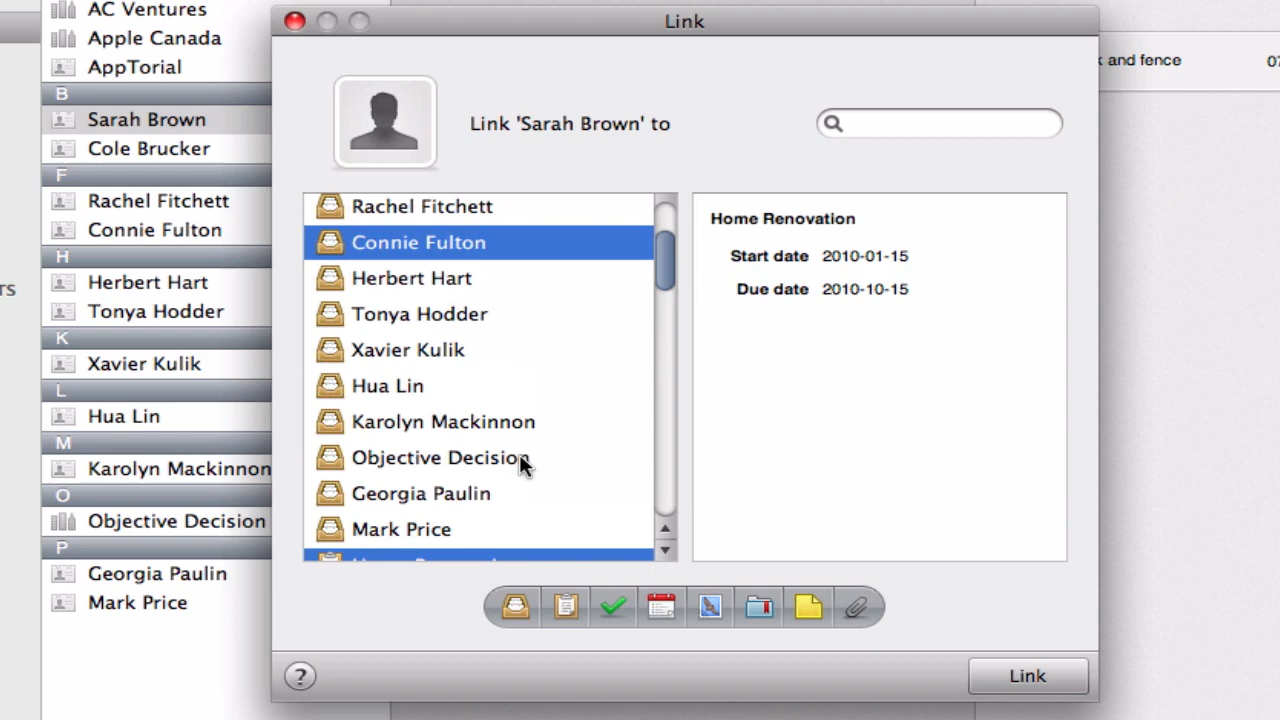 AC Ventures
Apple Canada
AppTorial
B
Sarah Brown
Cole Brucker
F
Rachel Fitchett
Connie Fulton
H
Herbert Hart
Tonya Hodder
K
Xavier Kulik
L
Hua Lin
M
Karolyn Mackinnon
O
Objective Decision
P
Georgia Paulin
Mark Price
TS
Link
Link 'Sarah Brown' to
Rachel Fitchett
Connie Fulton
Herbert Hart
Tonya Hodder
Xavier Kulik
Hua Lin
Karolyn Mackinnon
Objective Decision
Georgia Paulin
Mark Price
Home Renovation
Start date 2010-01-15
Due date 2010-10-15
?
Link
and fence
07